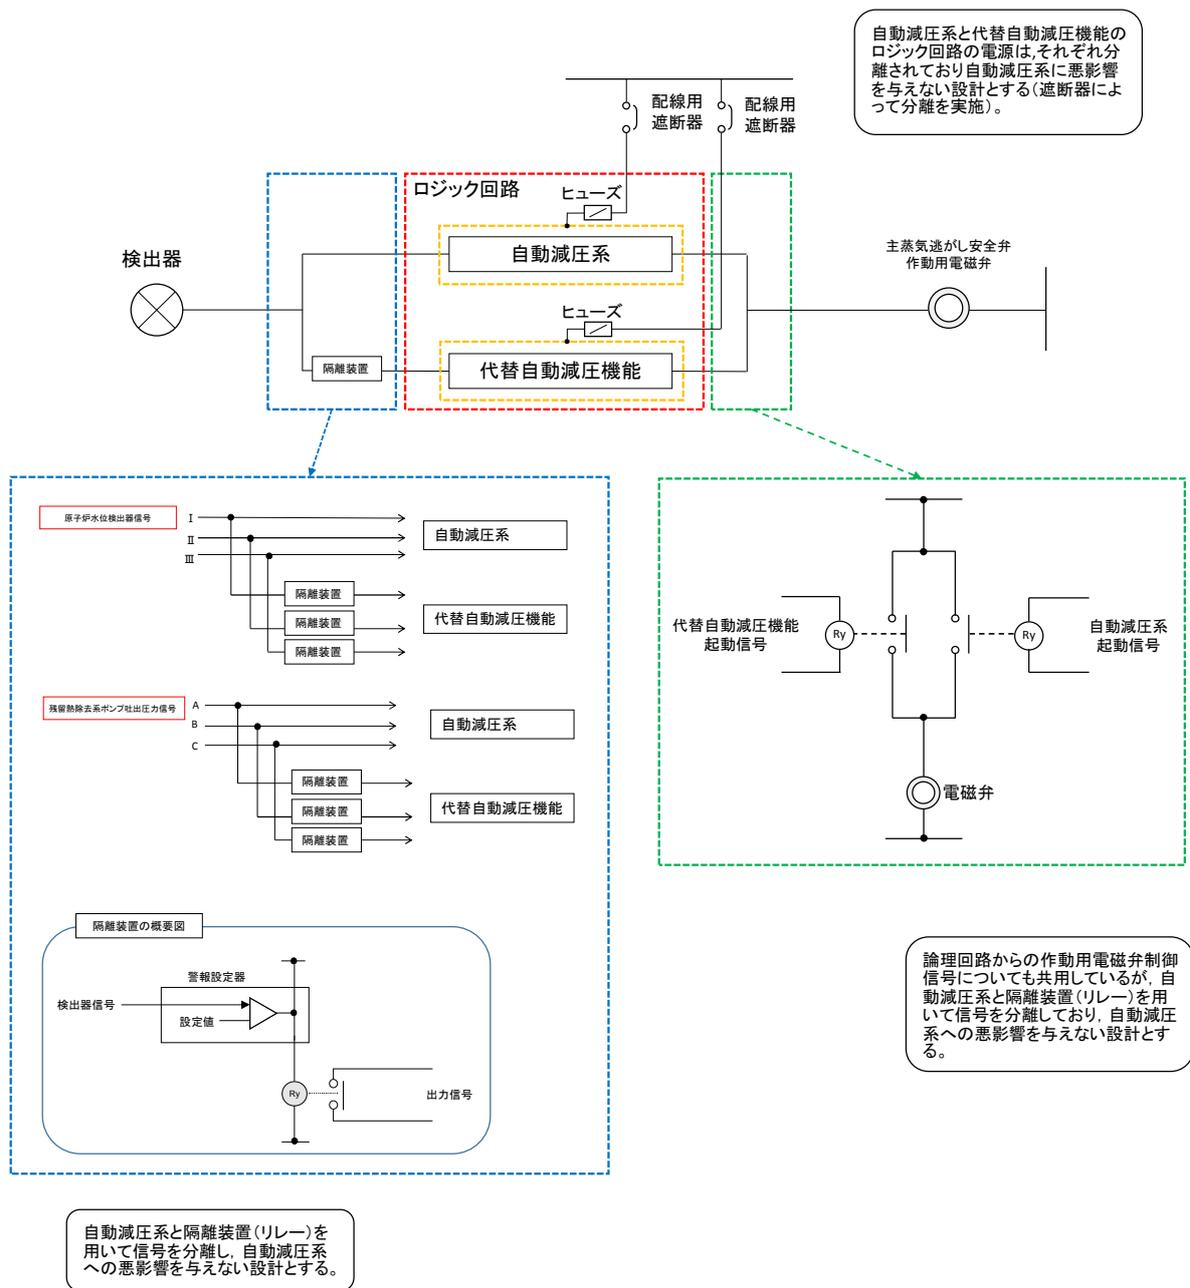 自動減圧系と代替自動減圧機能の
ロジック回路の電源は,それぞれ分
離されており自動減圧系に悪影響
を与えない設計とする(遮断器によ
って分離を実施)。
配線用
遮断器
配線用
遮断器
ロジック回路
ヒューズ
自動減圧系
検出器
主蒸気逃がし安全弁
作動用電磁弁
ヒューズ
隔離装置
代替自動減圧機能
原子炉水位検出器信号
Ⅰ
Ⅱ
Ⅲ
自動減圧系
隔離装置
隔離装置
隔離装置
代替自動減圧機能
残留熱除去系ポンプ吐出圧力信号
A
B
C
自動減圧系
隔離装置
隔離装置
隔離装置
代替自動減圧機能
隔離装置の概要図
警報設定器
検出器信号
設定値
Ry
出力信号
自動減圧系と隔離装置(リレー)を
用いて信号を分離し,自動減圧系
への悪影響を与えない設計とする。
代替自動減圧機能
起動信号
Ry
Ry
自動減圧系
起動信号
電磁弁
論理回路からの作動用電磁弁制御
信号についても共用しているが,自
動減圧系と隔離装置(リレー)を用
いて信号を分離しており,自動減圧
系への悪影響を与えない設計とす
る。